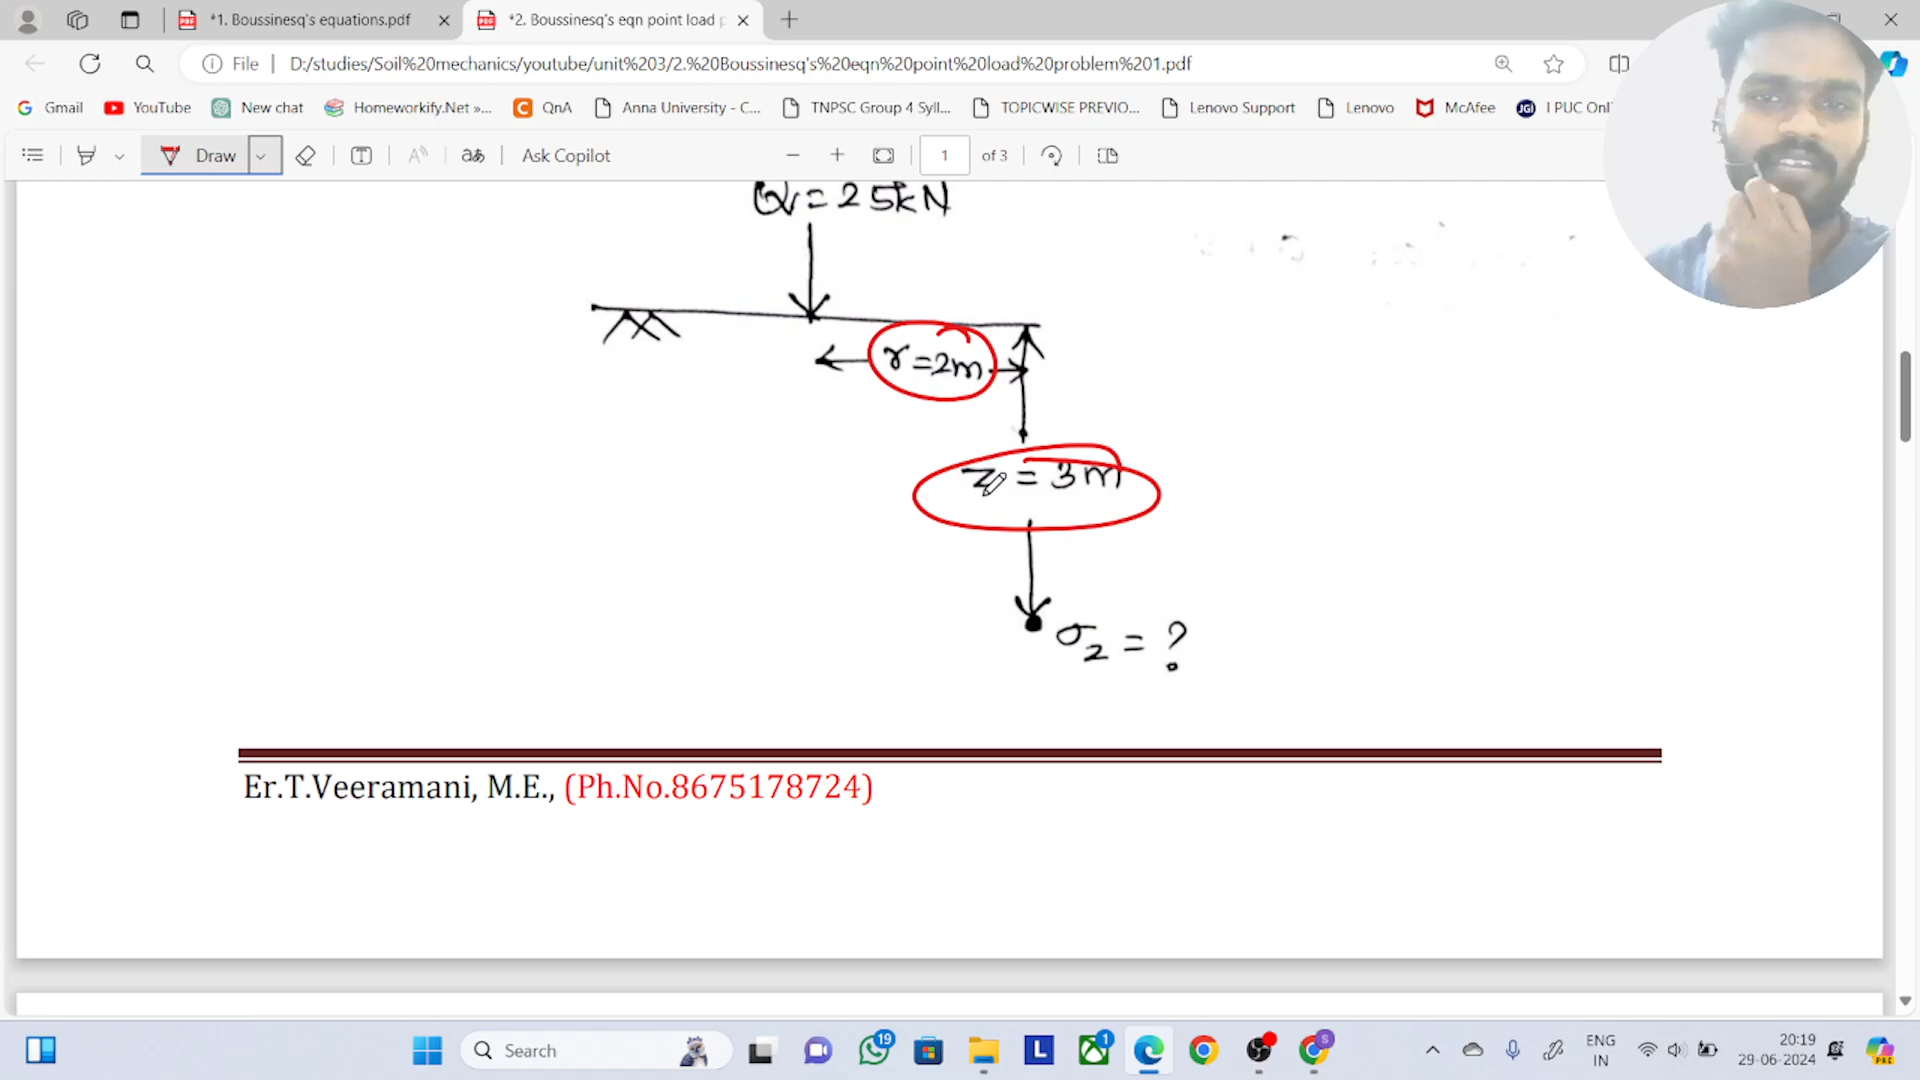 *1. Boussinesq's equations.pdf
*2. Boussinesq's eqn point load
File
D:/studies/Soil%20mechanics/youtube/unit%203/2.%20Boussinesq's%20eqn%20point%20load%20problem%201.pdf
Gmail
YouTube
New chat
Homeworkify.Net »...
QnA
Anna University - C...
TNPSC Group 4 Syll...
TOPICWISE PREVIO...
Lenovo Support
Lenovo
McAfee
I PUC Onl
Draw
Ask Copilot
1 of 3
Q = 25kN
r = 2m
z = 3m
σz = ?
Er.T.Veeramani, M.E., (Ph.No.8675178724)
Search
19
1
ENG
IN
20:19
29-06-2024